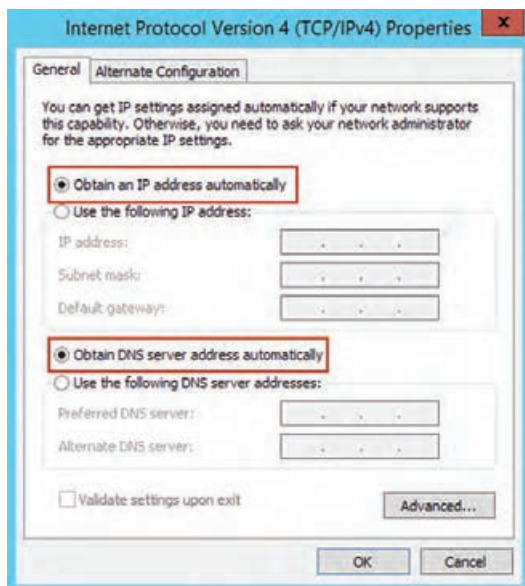 Internet Protocol Version 4 (TCP/IPv4) Properties
x
General Alternate Configuration
You can get IP settings assigned automatically if your network supports
this capability. Otherwise, you need to ask your network administrator
for the appropriate IP settings.
Obtain an IP address automatically
Use the following IP address:
IP address:
Subnet mask:
Default gateway:
Obtain DNS server address automatically
Use the following DNS server addresses:
Preferred DNS server:
Alternate DNS server:
Validate settings upon exit
Advanced...
OK Cancel